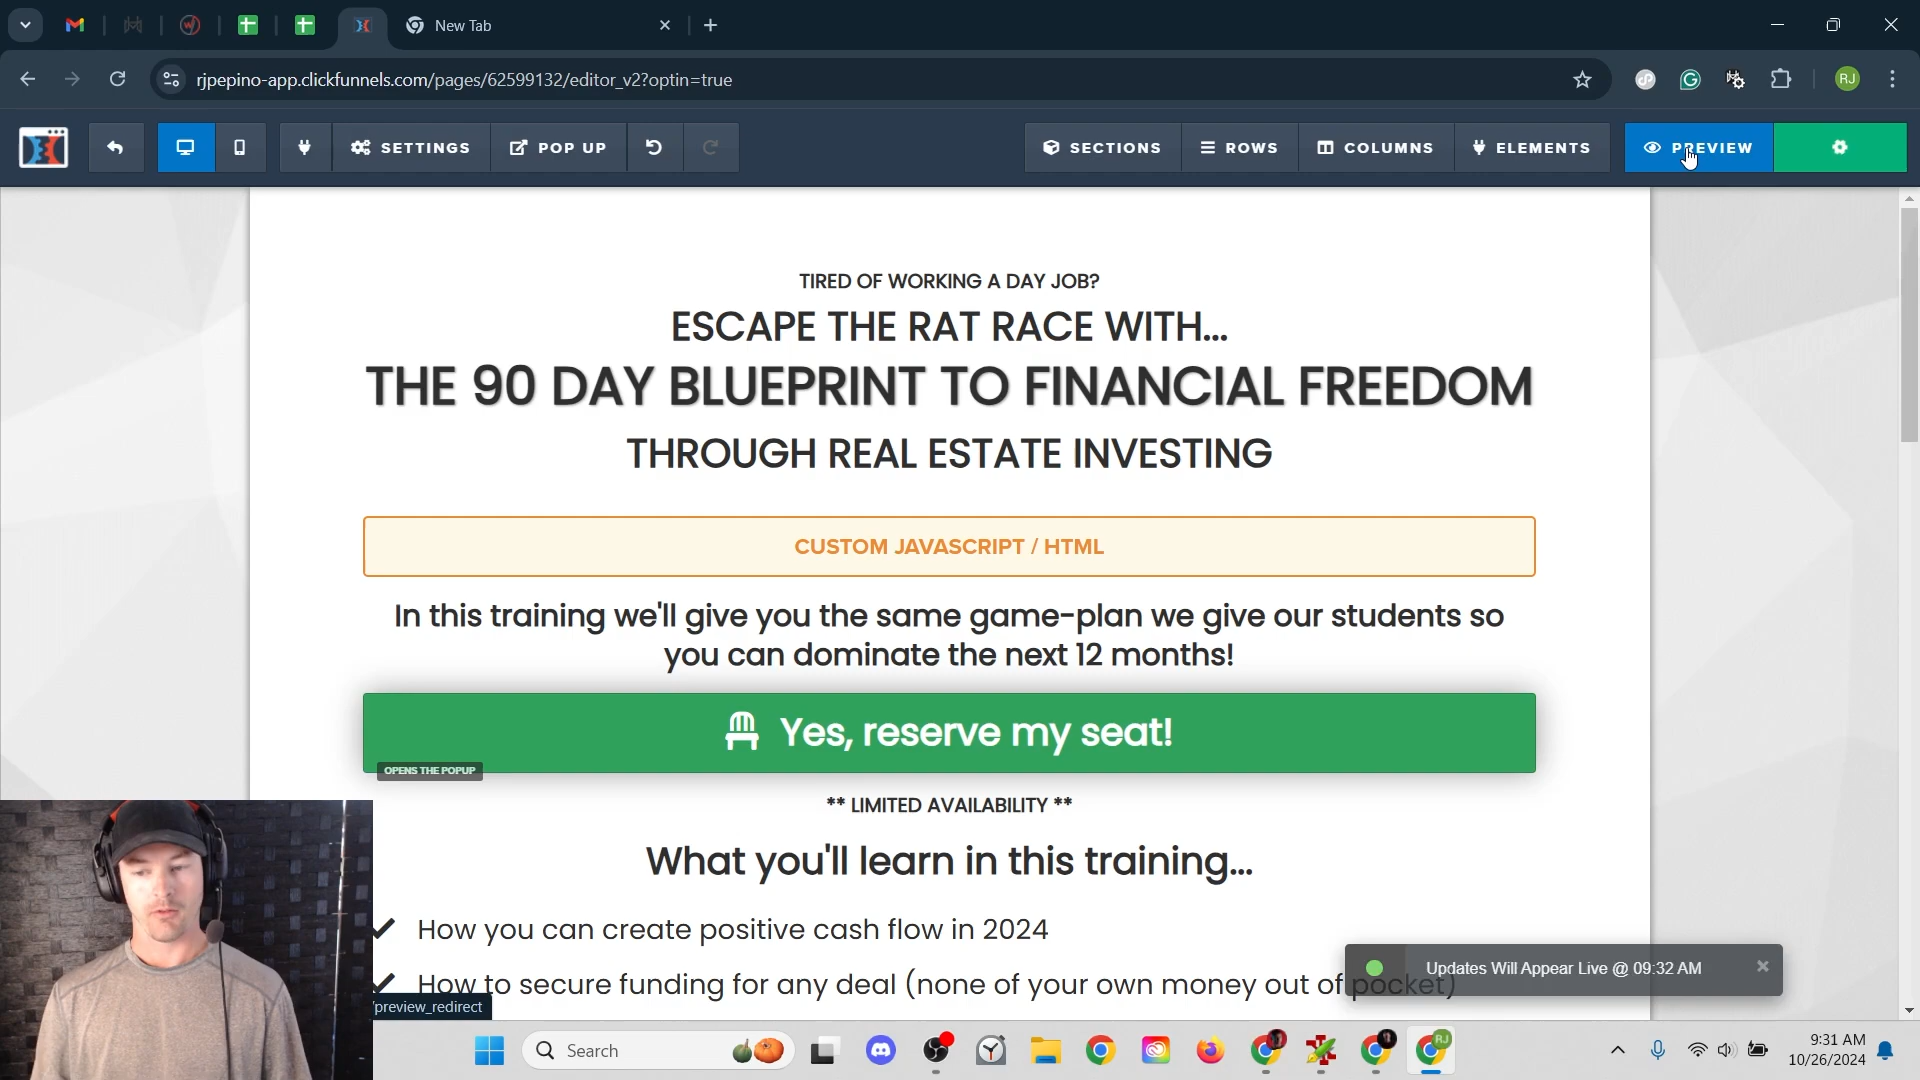 New Tab
rjpepino-app.clickfunnels.com/pages/62599132/editor_v2?optin=true
RJ
SETTINGS
POP UP
SECTIONS
ROWS
COLUMNS
ELEMENTS
PREVIEW
TIRED OF WORKING A DAY JOB?
ESCAPE THE RAT RACE WITH...
THE 90 DAY BLUEPRINT TO FINANCIAL FREEDOM
THROUGH REAL ESTATE INVESTING
CUSTOM JAVASCRIPT / HTML
In this training we'll give you the same game-plan we give our students so
you can dominate the next 12 months!
Yes, reserve my seat!
OPENS THE POPUP
** LIMITED AVAILABILITY **
What you'll learn in this training...
How you can create positive cash flow in 2024
How to secure funding for any deal (none of your own money out of pocket)
Updates Will Appear Live @ 09:32 AM
/preview_redirect
Search
RJ
9:31 AM
10/26/2024